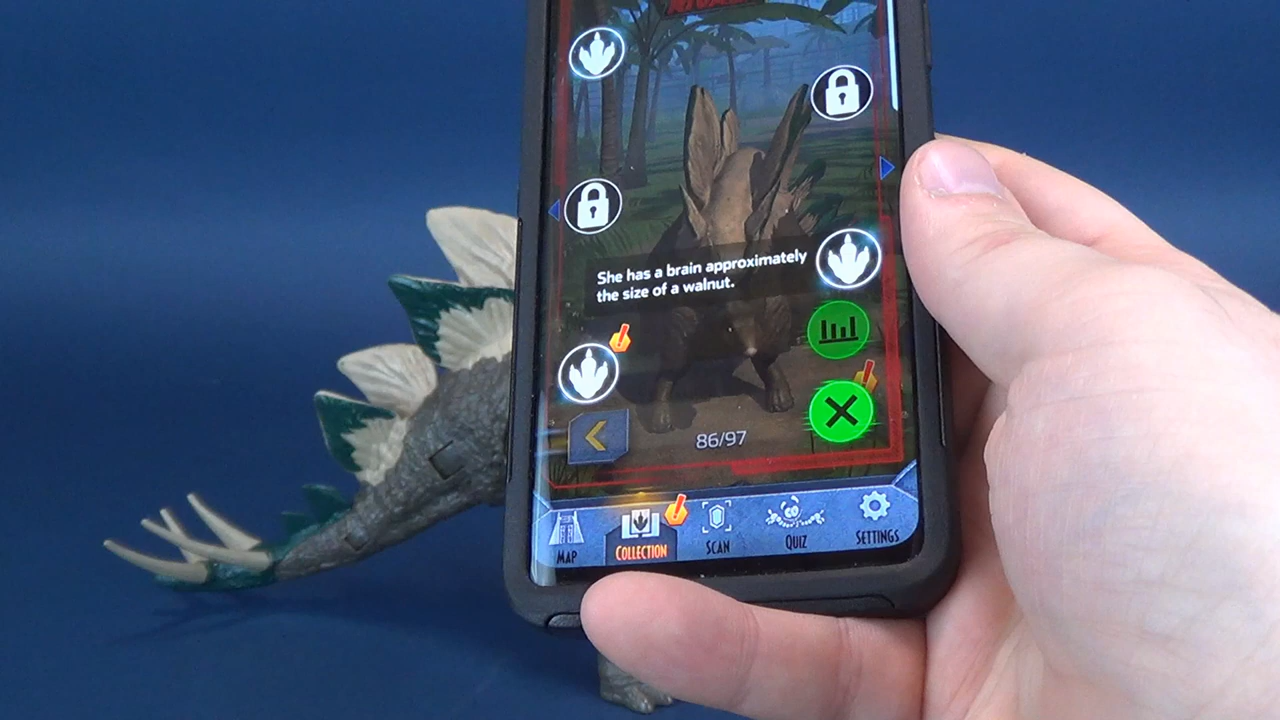 She has a brain approximately
the size of a walnut.
86/97
MAP
COLLECTION
SCAN
QUIZ
SETTINGS